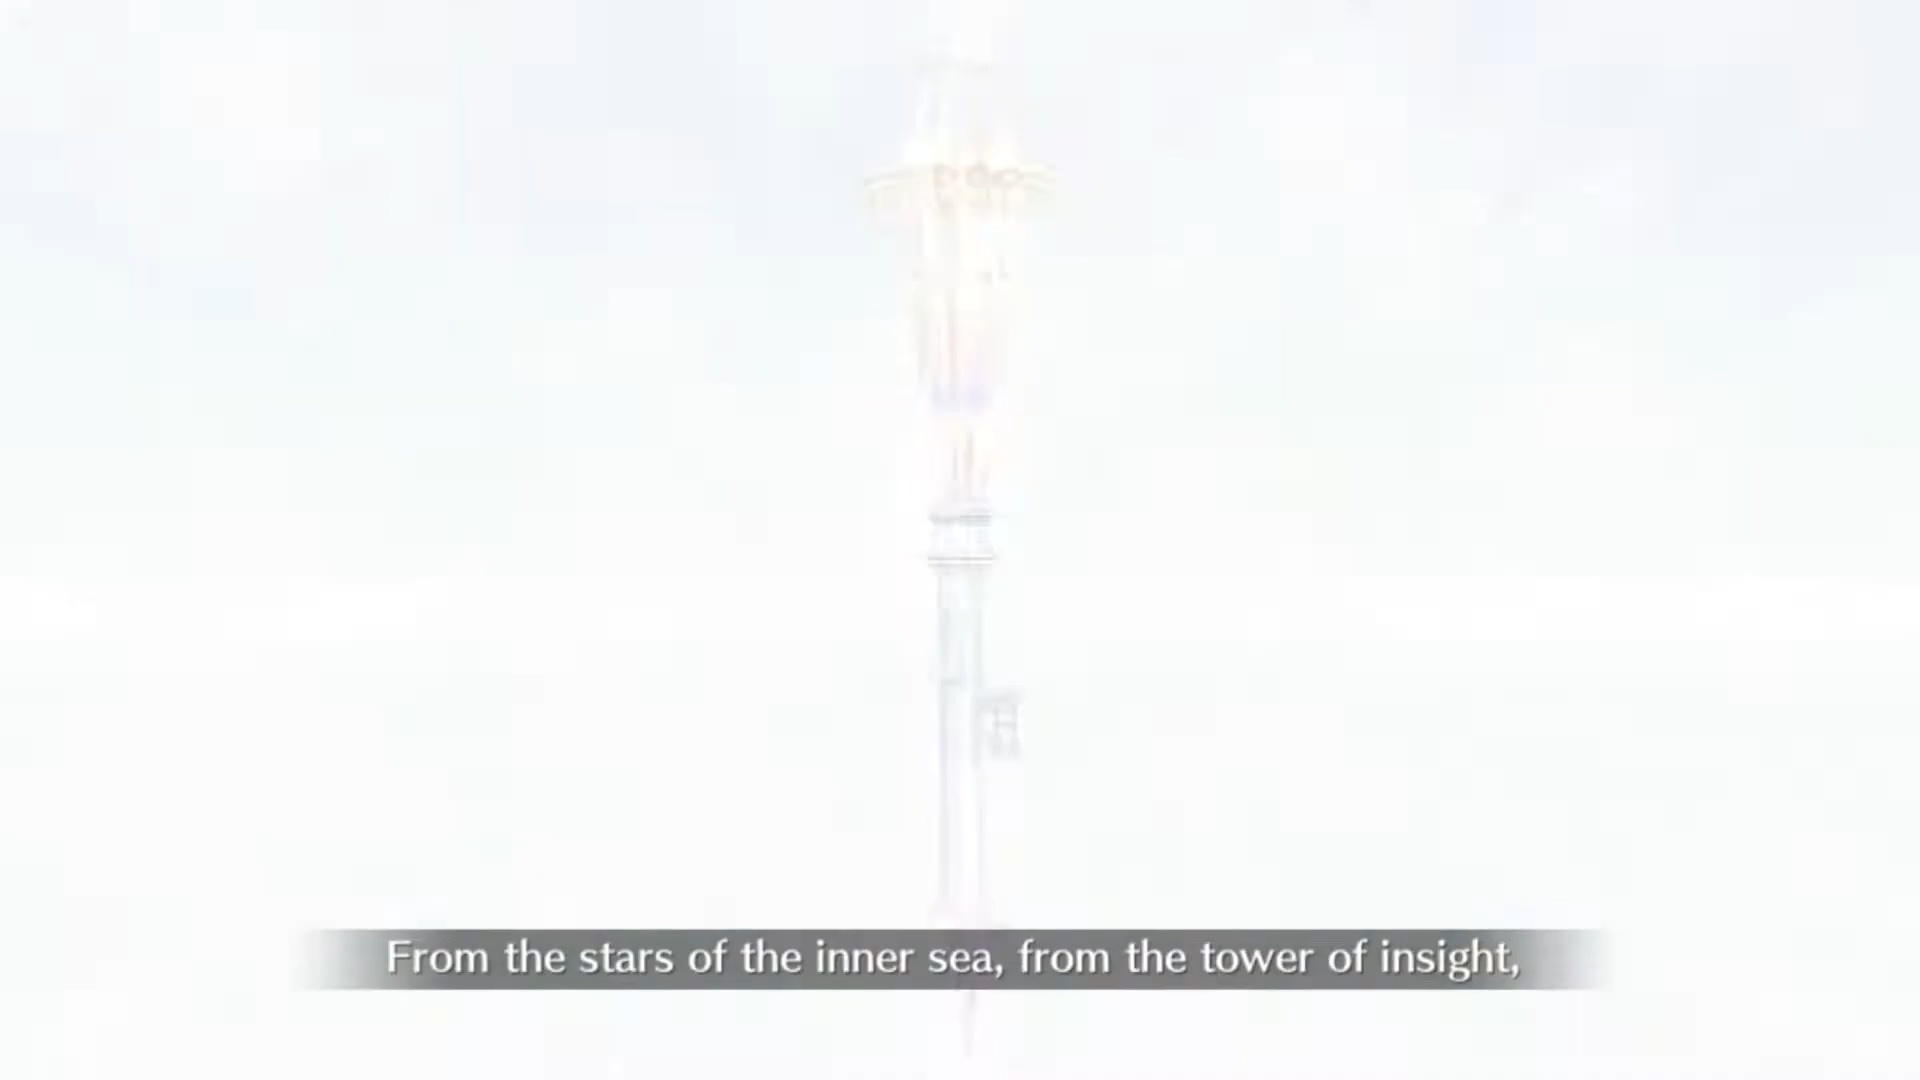 From the stars of the inner sea, from the tower of insight,